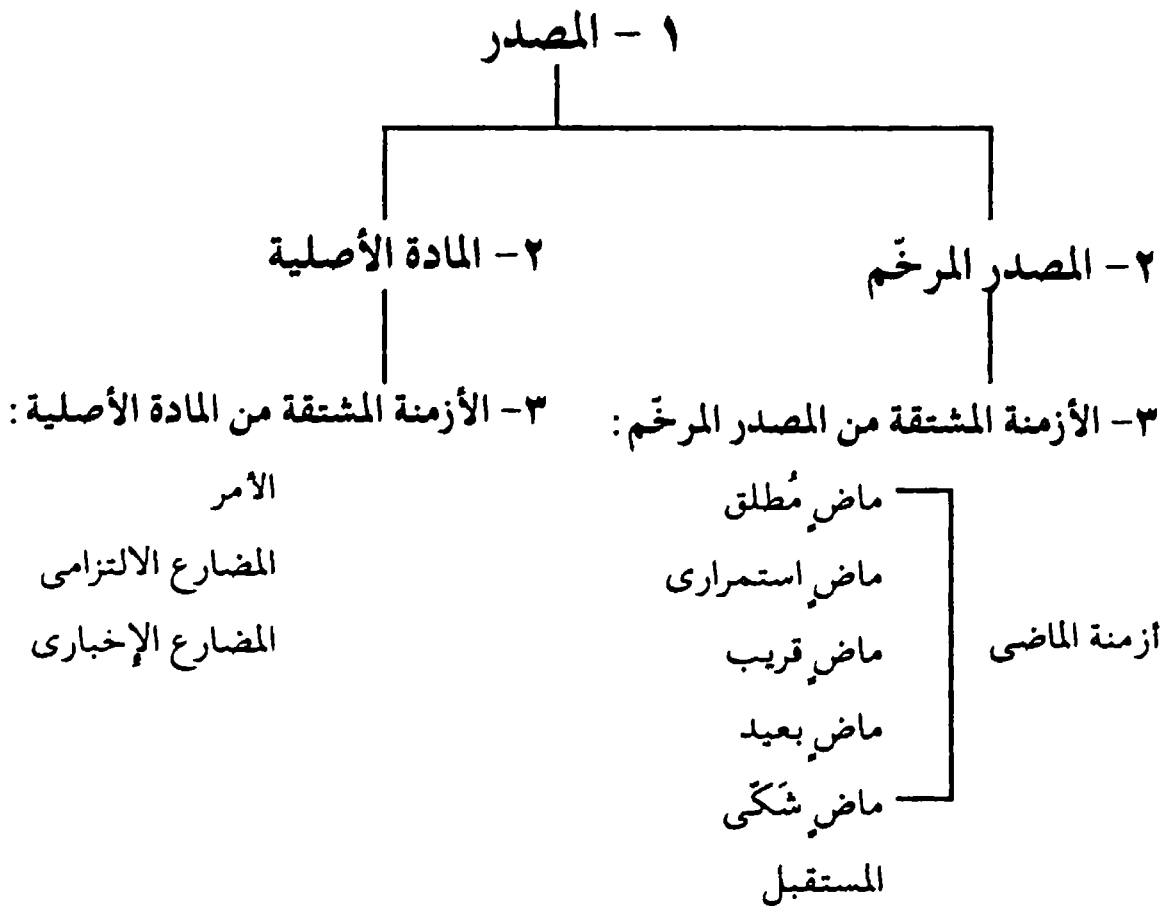 ١ - المصدر
٢- المصدر المرخّم
٢- المادة الأصلية
٣- الأزمنة المشتقة من المصدر المرخّم :
ماضٍ مُطلق
ماضٍ استمرارى
ماضٍ قريب
ماضٍ بعيد
ماضٍ شَكّى
أزمنة الماضى
المستقبل
٣- الأزمنة المشتقة من المادة الأصلية :
الأمر
المضارع الالتزامى
المضارع الإخبارى